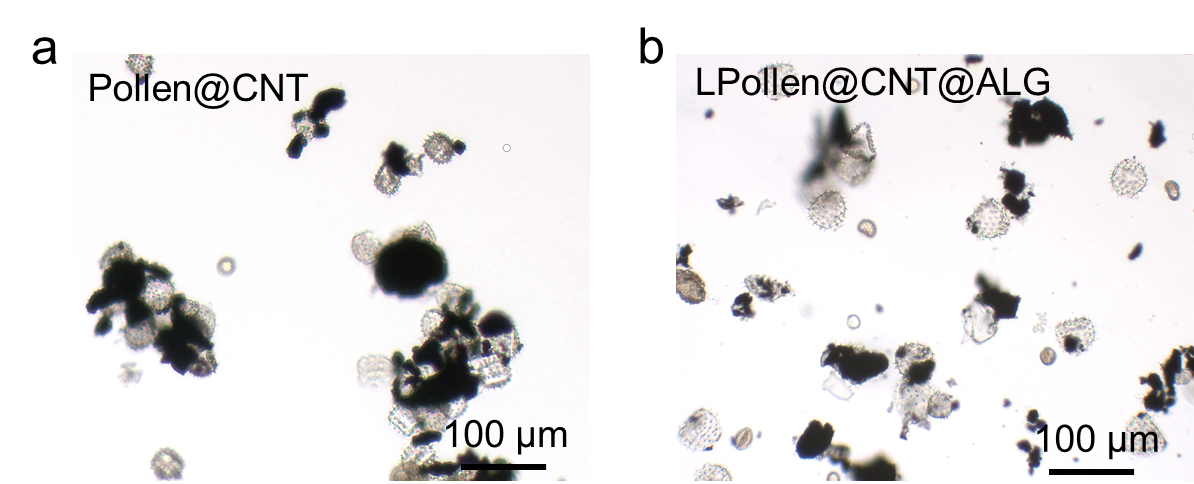 a
Pollen@CNT
100 μm
b
LPollen@CNT@ALG
100 μm